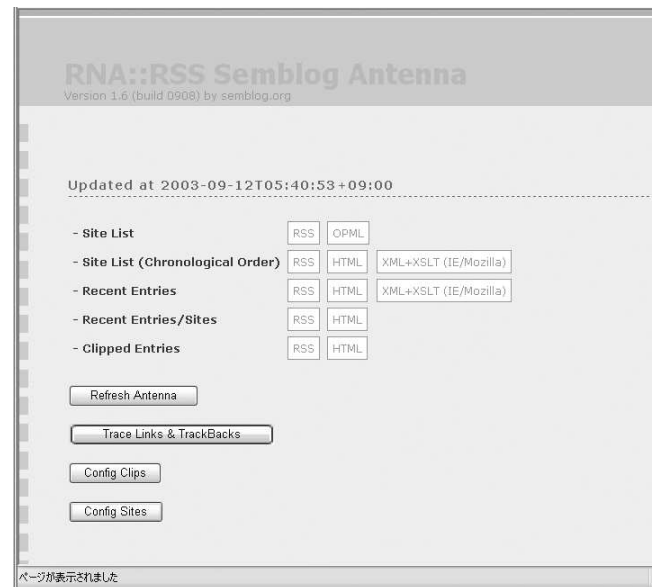 RNA::RSS Semblog Antenna
Version 1.6 (build 0908) by semblog.org
Updated at 2003-09-12T05:40:53+09:00
- Site List RSS OPML
- Site List (Chronological Order) RSS HTML XML+XSLT (IE/Mozilla)
- Recent Entries RSS HTML XML+XSLT (IE/Mozilla)
- Recent Entries/Sites RSS HTML
- Clipped Entries RSS HTML
Refresh Antenna
Trace Links & TrackBacks
Config Clips
Config Sites
ページが表示されました